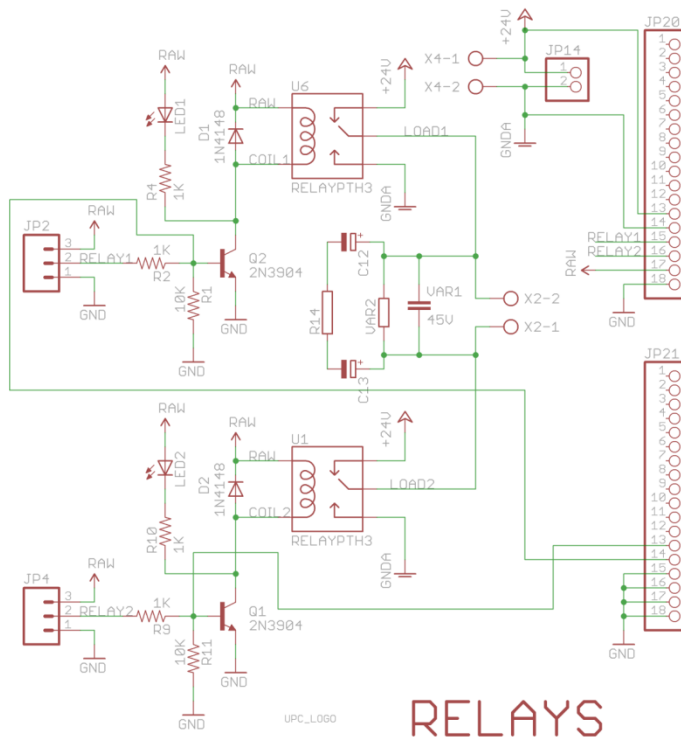 +24V
X4-1
X4-2
JP14
1
2
GNDA
JP20
1
2
3
4
5
6
7
8
9
10
11
12
13
14
15
16
17
18
RELAY1
RELAY2
RAW
GND
RAW
LED1
R4
1K
RAW
D1
1N4148
RAW
COIL1
U6
RELAYPTH3
+24V
LOAD1
GNDA
JP2
3
2
1
RAW
RELAY1
GND
1K
R2
10K
R1
GND
Q2
2N3904
GND
C12
+
R14
VAR2
VAR1
45V
C13
+
X2-2
X2-1
JP21
1
2
3
4
5
6
7
8
9
10
11
12
13
14
15
16
17
18
GND
RAW
LED2
R10
1K
RAW
D2
1N4148
RAW
COIL2
U1
RELAYPTH3
+24V
LOAD2
GNDA
JP4
3
2
1
RAW
RELAY2
GND
1K
R9
10K
R11
GND
Q1
2N3904
GND
UPC_LOGO
RELAYS